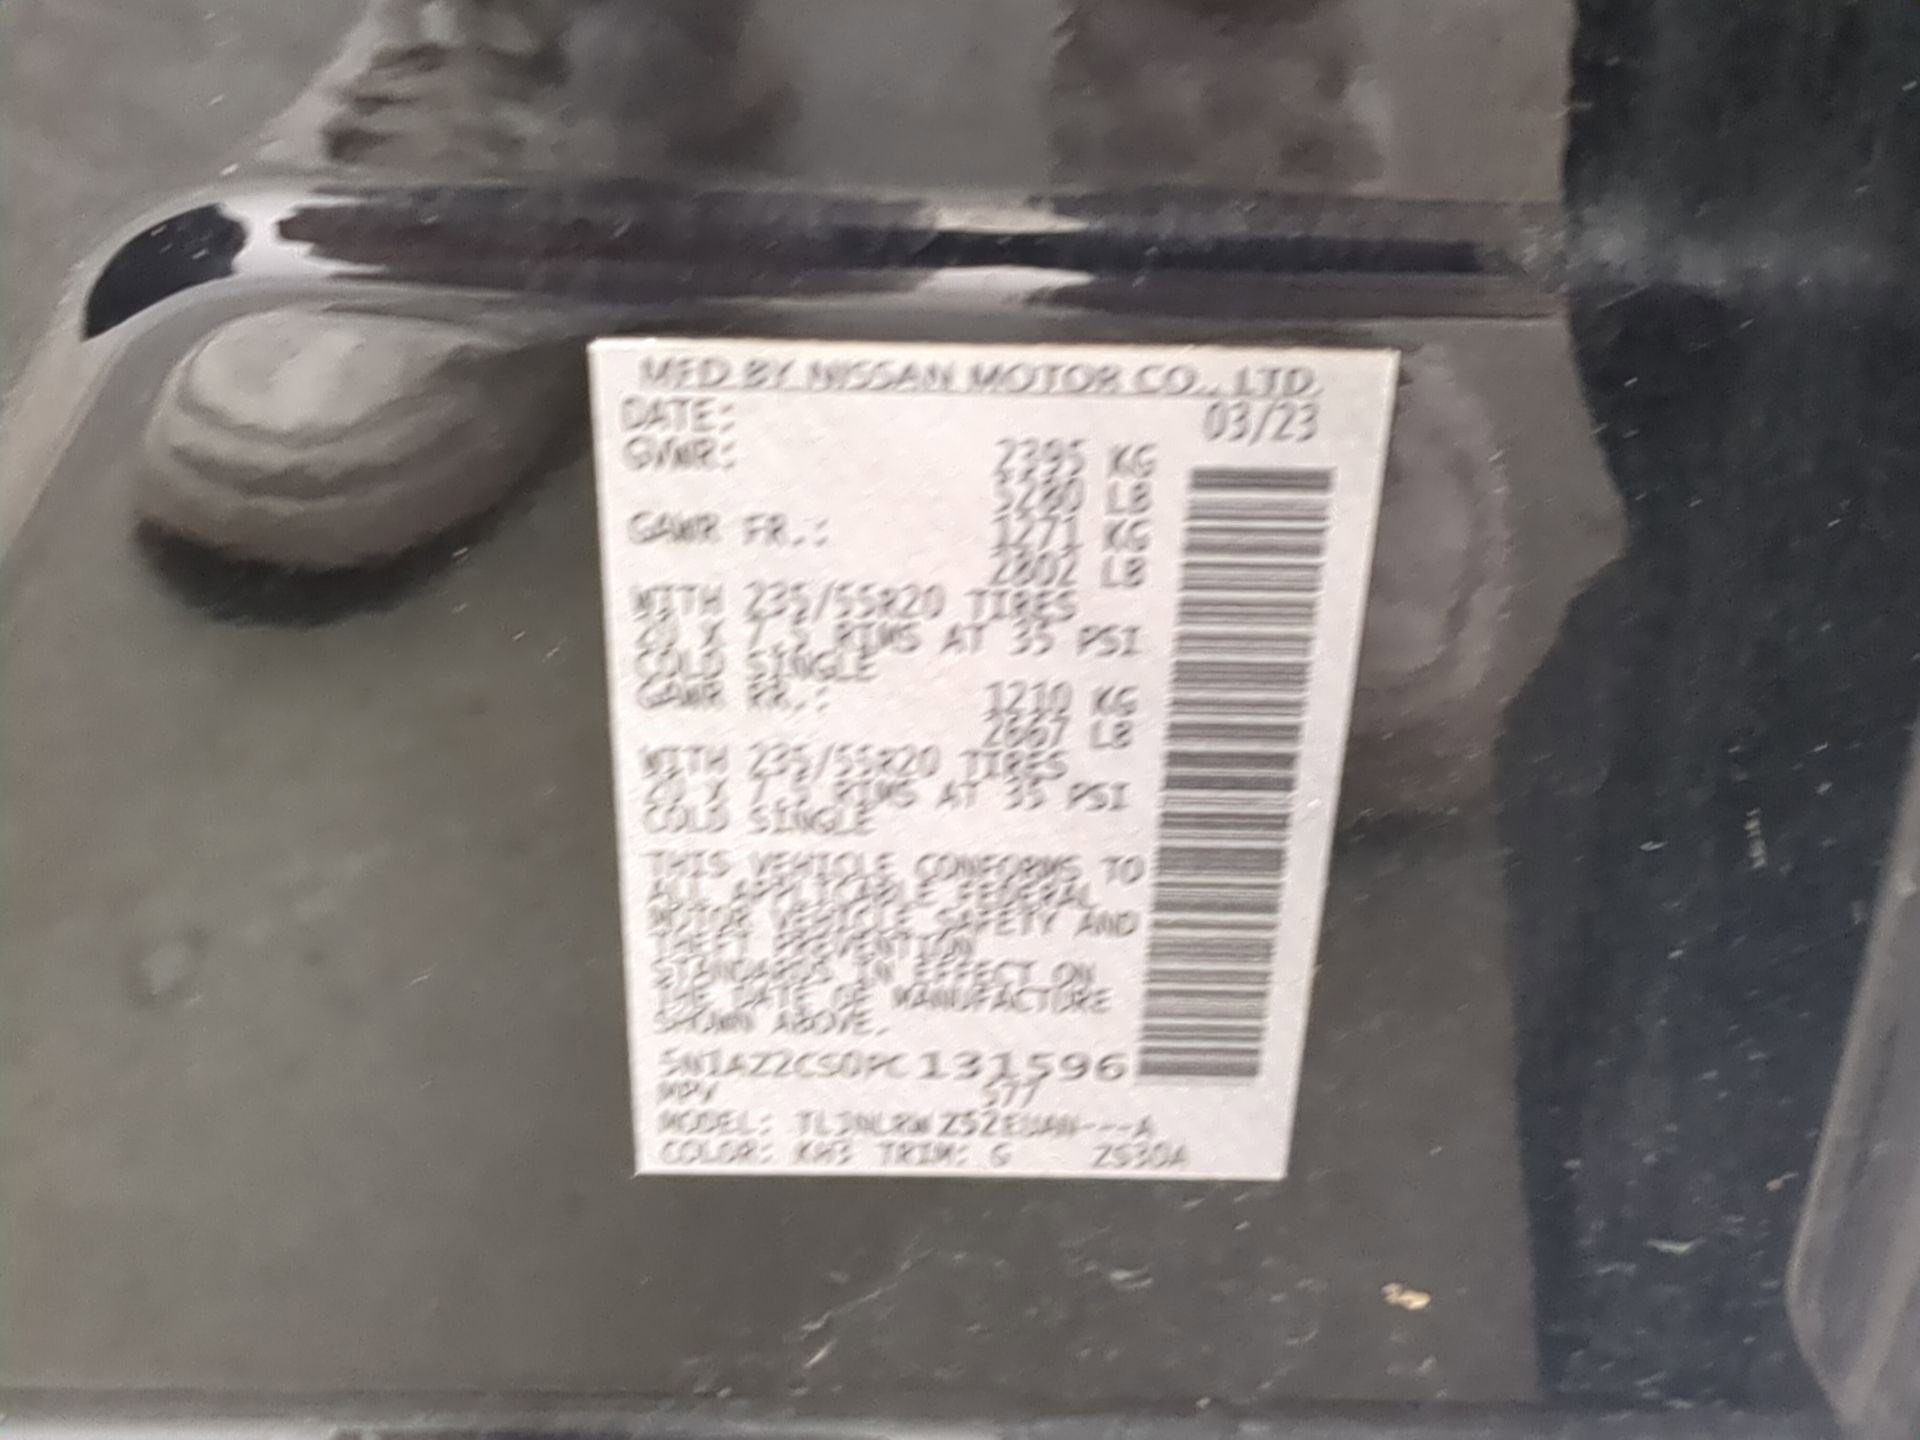 MFD BY NISSAN MOTOR CO., LTD.
DATE: 03/23
GVWR: 2395 KG
5280 LB
GAWR FR.: 1271 KG
2802 LB
WITH 235/55R20 TIRES
20 X 7.5 RIMS AT 35 PSI
COLD SINGLE
GAWR RR.: 1210 KG
2667 LB
WITH 235/55R20 TIRES
20 X 7.5 RIMS AT 35 PSI
COLD SINGLE
THIS VEHICLE CONFORMS TO
ALL APPLICABLE FEDERAL
MOTOR VEHICLE SAFETY AND
THEFT PREVENTION
STANDARDS IN EFFECT ON
THE DATE OF MANUFACTURE
SHOWN ABOVE.
5N1AZ2CS0PC131596
MPV 577
MODEL: A
COLOR: KH3 TRIM: G